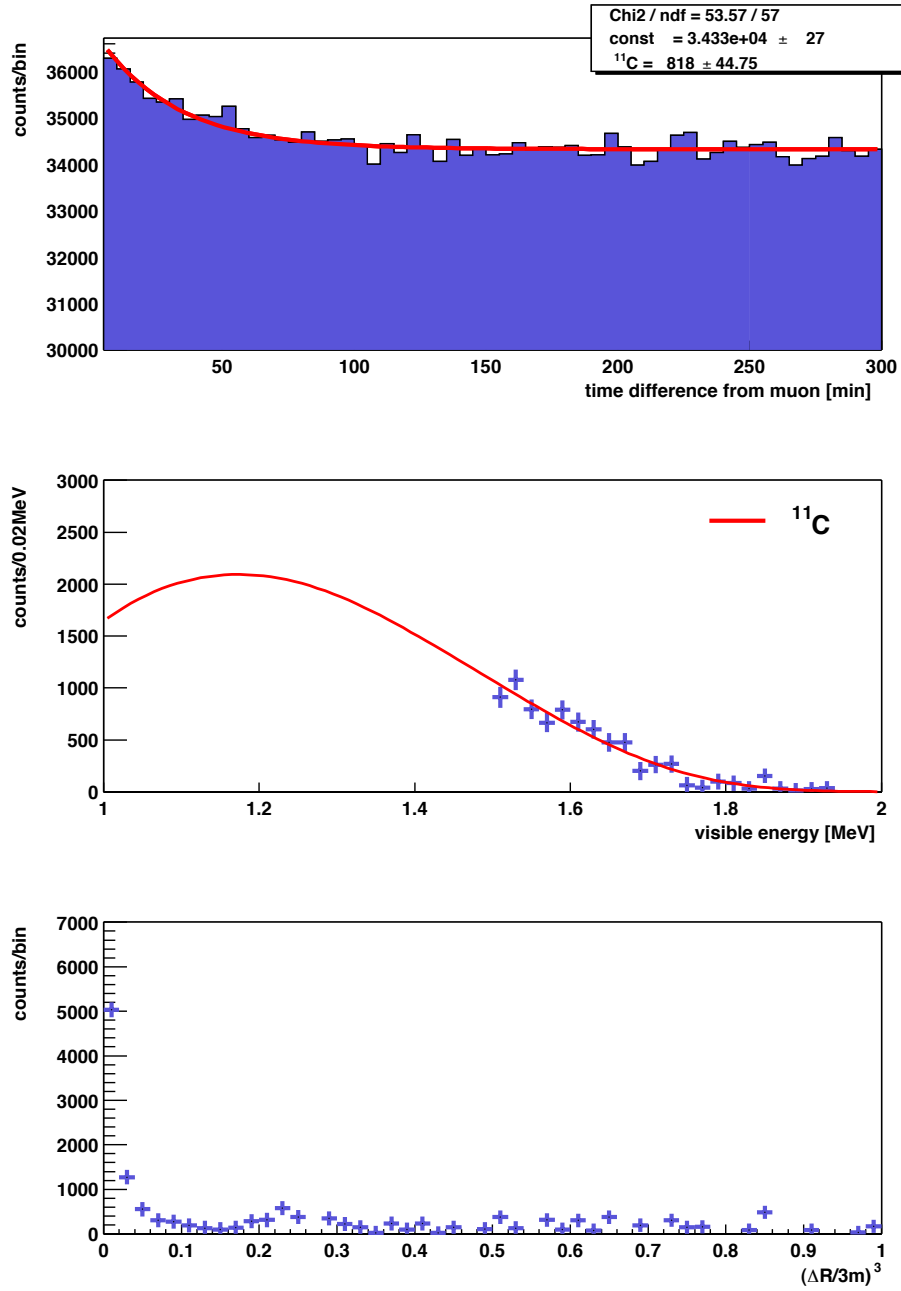 Chi2 / ndf = 53.57 / 57
const = 3.433e+04 ± 27
¹¹C = 818 ± 44.75
counts/bin
36000
35000
34000
33000
32000
31000
30000
50 100 150 200 250 300
time difference from muon [min]
counts/0.02MeV
3000
2500
2000
1500
1000
500
0
¹¹C
1 1.2 1.4 1.6 1.8 2
visible energy [MeV]
counts/bin
7000
6000
5000
4000
3000
2000
1000
0
0 0.1 0.2 0.3 0.4 0.5 0.6 0.7 0.8 0.9 1
(ΔR/3m)³